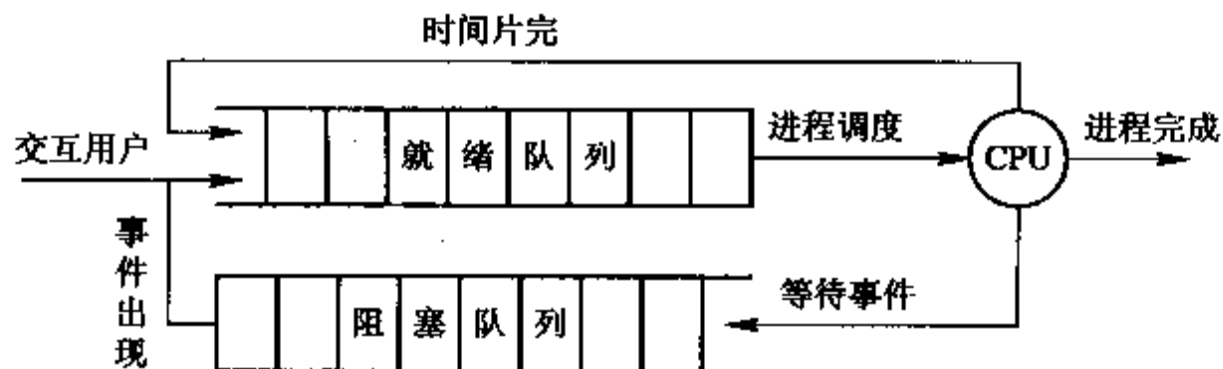 时间片完
交互用户
就绪队列
进程调度
CPU
进程完成
事件出现
阻塞队列
等待事件